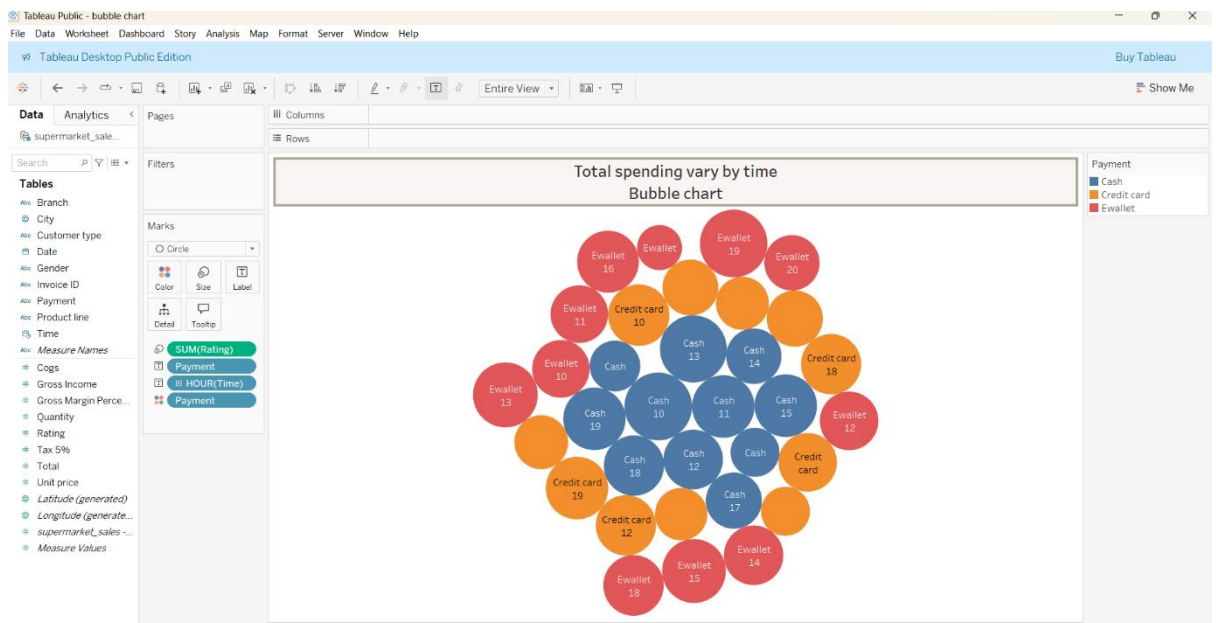 Tableau Public - bubble chart
File Data Worksheet Dashboard Story Analysis Map Format Server Window Help
Tableau Desktop Public Edition
Buy Tableau
Entire View
Show Me
Data Analytics
Pages
Columns
supermarket_sale...
Rows
Search
Filters
Total spending vary by time
Bubble chart
Payment
Cash
Credit card
Ewallet
Tables
Abc Branch
City
Abc Customer type
Date
Abc Gender
Abc Invoice ID
Abc Payment
Abc Product line
Time
Abc Measure Names
# Cogs
# Gross Income
# Gross Margin Perce...
# Quantity
# Rating
# Tax 5%
# Total
# Unit price
Latitude (generated)
Longitude (generate...
# supermarket_sales -...
# Measure Values
Marks
Circle
Color Size Label
Detail Tooltip
SUM(Rating)
Payment
HOUR(Time)
Payment
Ewallet
19
Ewallet
Ewallet
16
Ewallet
20
Ewallet
11
Credit card
10
Cash
13
Cash
14
Credit card
18
Ewallet
10
Cash
Ewallet
13
Cash
19
Cash
10
Cash
11
Cash
15
Ewallet
12
Cash
18
Cash
12
Cash
Credit
card
Credit card
19
Cash
17
Credit card
12
Ewallet
18
Ewallet
15
Ewallet
14